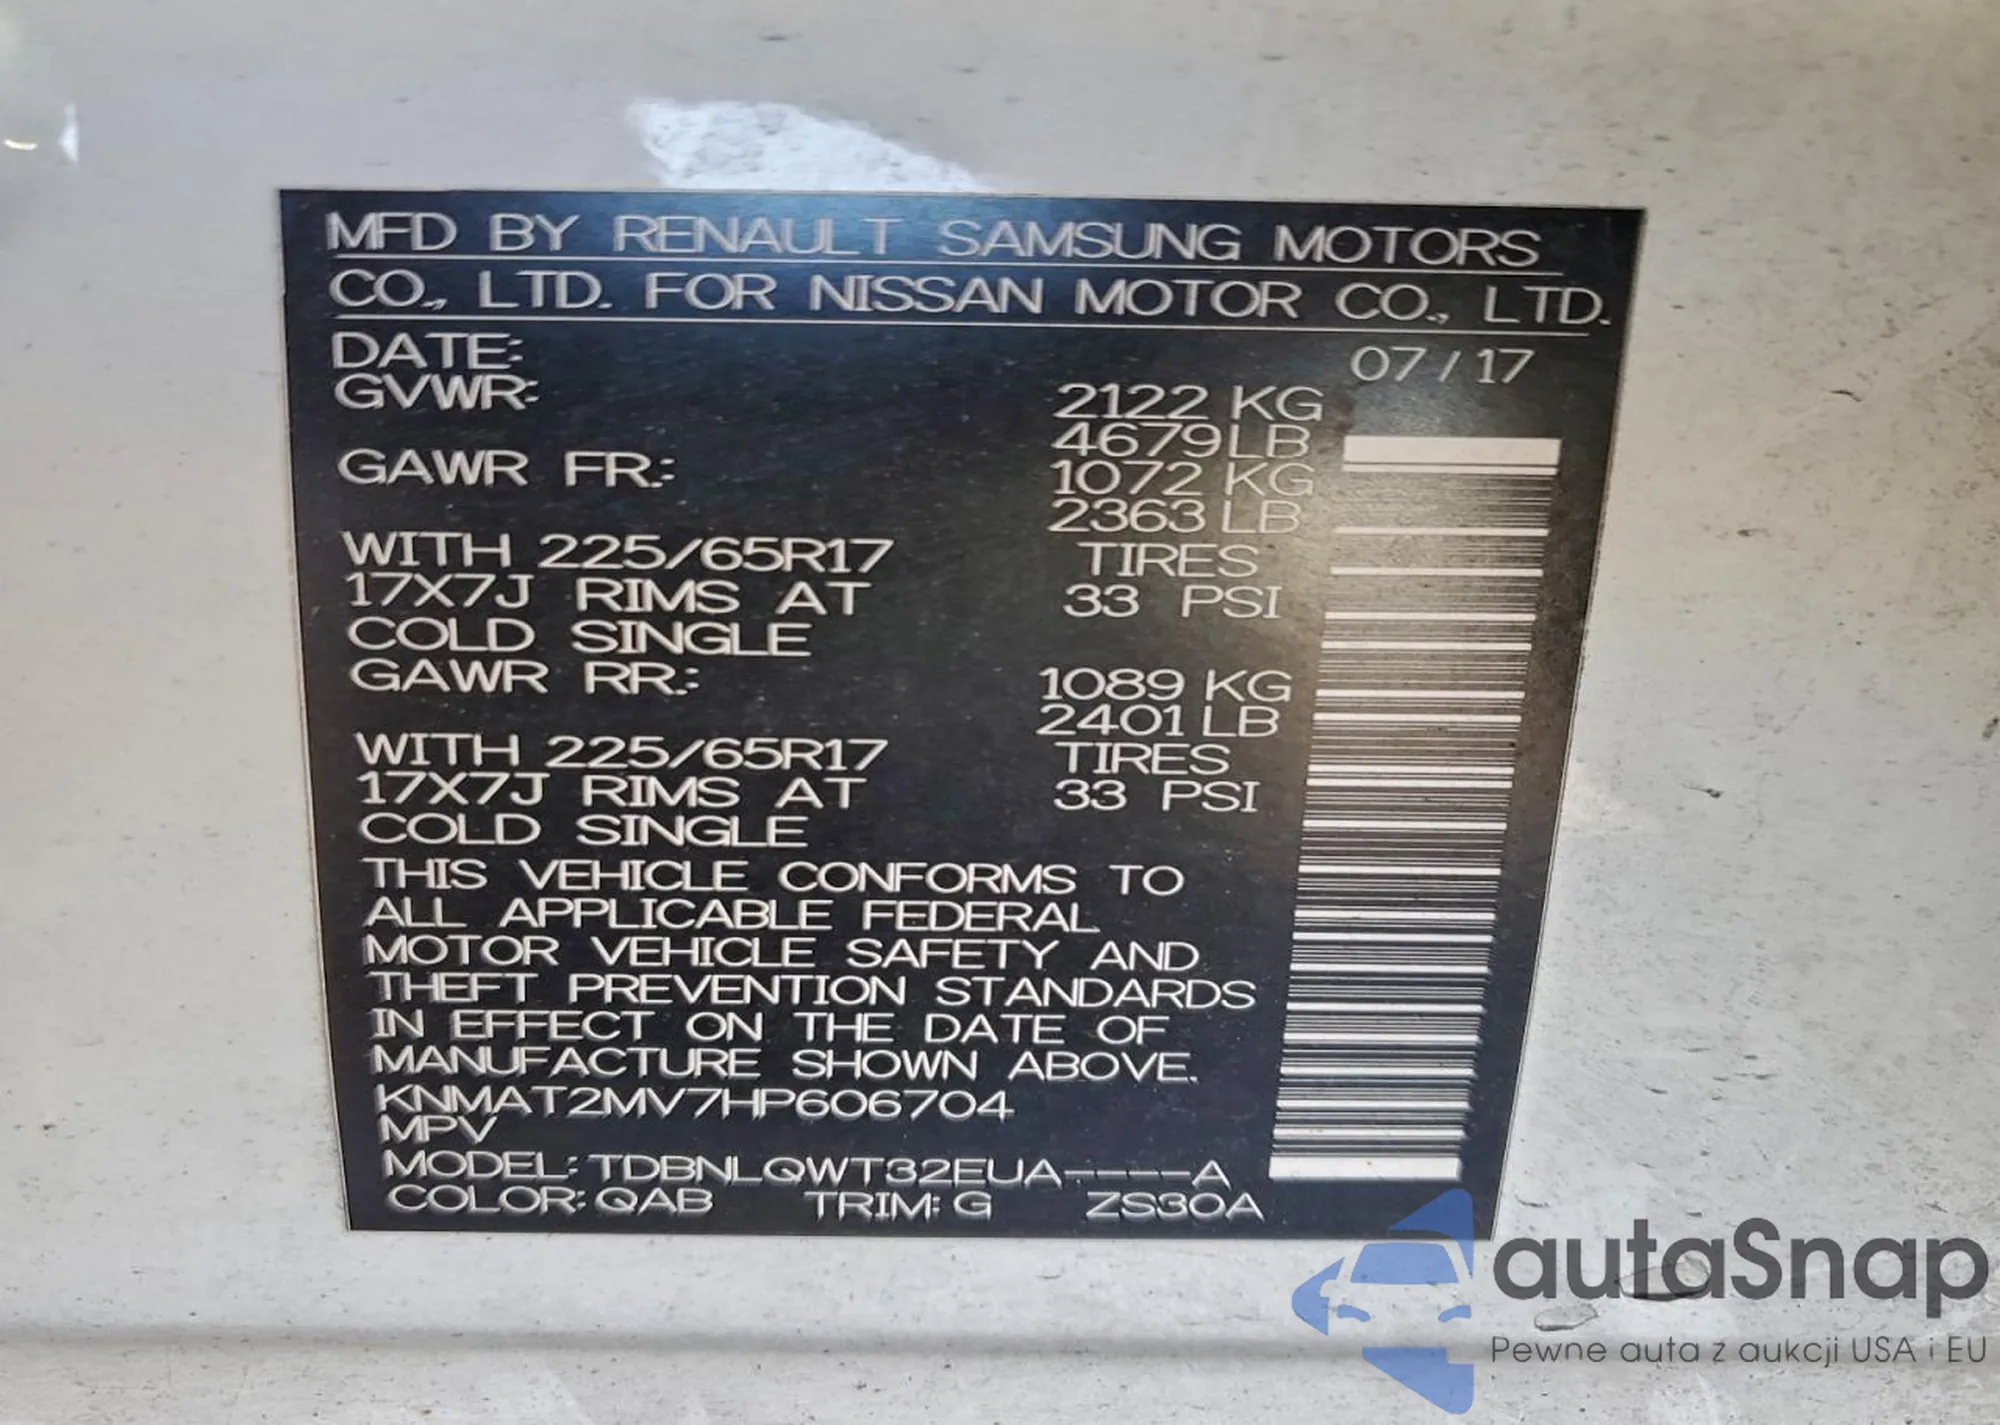 MFD BY RENAULT SAMSUNG MOTORS
CO., LTD. FOR NISSAN MOTOR CO., LTD.
DATE: 07/17
GVWR: 2122 KG
4679 LB
GAWR FR.: 1072 KG
2363 LB
WITH 225/65R17 TIRES
17X7J RIMS AT 33 PSI
COLD SINGLE
GAWR RR.: 1089 KG
2401 LB
WITH 225/65R17 TIRES
17X7J RIMS AT 33 PSI
COLD SINGLE
THIS VEHICLE CONFORMS TO
ALL APPLICABLE FEDERAL
MOTOR VEHICLE SAFETY AND
THEFT PREVENTION STANDARDS
IN EFFECT ON THE DATE OF
MANUFACTURE SHOWN ABOVE.
KNMAT2MV7HP606704
MPV
MODEL: TDBNLQWT32EUA----A
COLOR: QAB TRIM: G ZS30A
autaSnap
Pewne auta z aukcji USA i EU